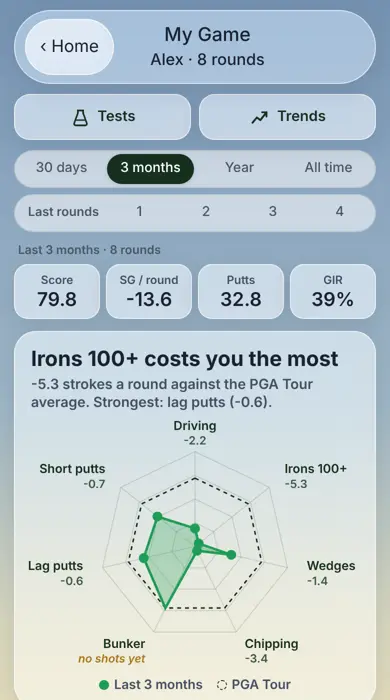 ‹ Home
My Game
Alex · 8 rounds
Tests
Trends
30 days
3 months
Year
All time
Last rounds
1
2
3
4
Last 3 months · 8 rounds
Score
79.8
SG / round
-13.6
Putts
32.8
GIR
39%
Irons 100+ costs you the most
-5.3 strokes a round against the PGA Tour
average. Strongest: lag putts (-0.6).
Driving
-2.2
Short putts
-0.7
Irons 100+
-5.3
Lag putts
-0.6
Wedges
-1.4
Bunker
no shots yet
Chipping
-3.4
Last 3 months
PGA Tour